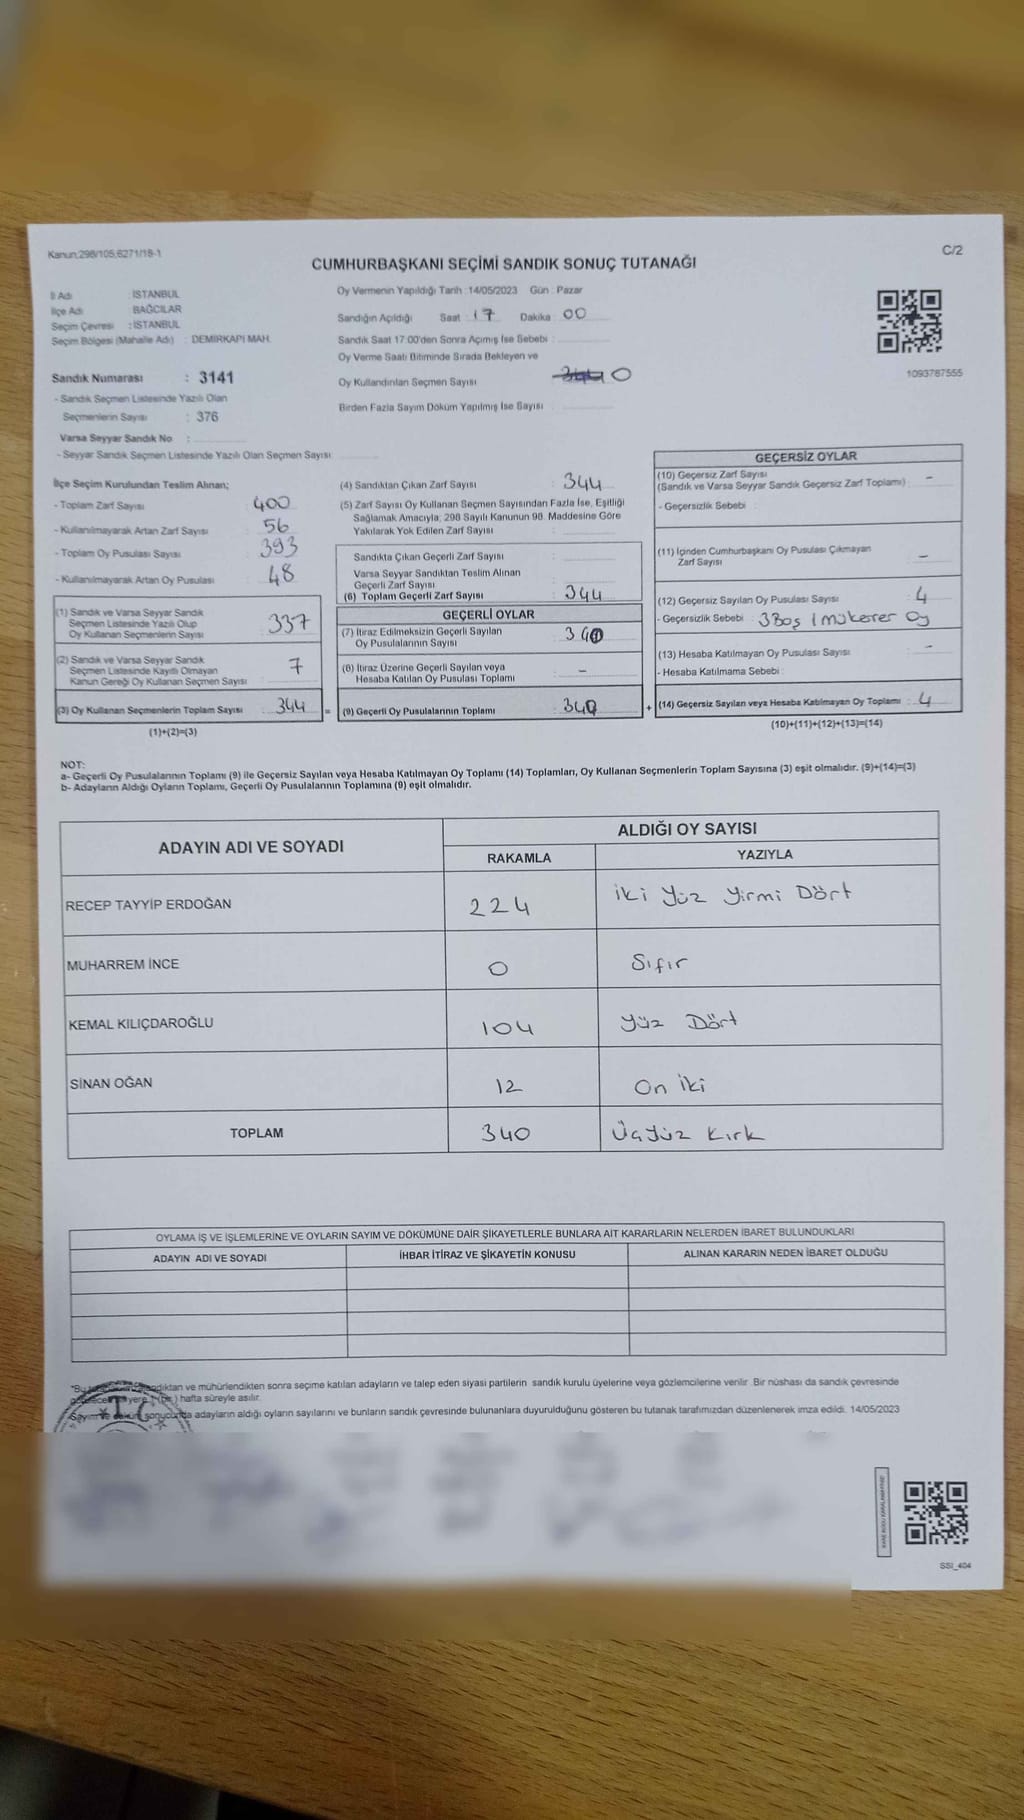 Kanun;298/105,6271/18-1
C/2
CUMHURBAŞKANI SEÇİMİ SANDIK SONUÇ TUTANAĞI
İl Adı : İSTANBUL
İlçe Adı : BAĞCILAR
Seçim Çevresi : İSTANBUL
Seçim Bölgesi (Mahalle Adı) : DEMİRKAPI MAH.
Sandık Numarası : 3141
- Sandık Seçmen Listesinde Yazılı Olan
Seçmenlerin Sayısı : 376
Varsa Seyyar Sandık No :
- Seyyar Sandık Seçmen Listesinde Yazılı Olan Seçmen Sayısı
Oy Vermenin Yapıldığı Tarih :14/05/2023 Gün : Pazar
Sandığın Açıldığı Saat : 17 Dakika : 00
Sandık Saat 17:00'den Sonra Açımış İse Sebebi :
Oy Verme Saati Bitiminde Sırada Bekleyen ve
Oy Kullandırılan Seçmen Sayısı 0
Birden Fazla Sayım Döküm Yapılmış İse Sayısı :
1093787555
İlçe Seçim Kurulundan Teslim Alınan;
- Toplam Zarf Sayısı : 400
- Kullanılmayarak Artan Zarf Sayısı : 56
- Toplam Oy Pusulası Sayısı : 393
- Kullanılmayarak Artan Oy Pusulası : 48
(1) Sandık ve Varsa Seyyar Sandık
Seçmen Listesinde Yazılı Olup
Oy Kullanan Seçmenlerin Sayısı : 337
(2) Sandık ve Varsa Seyyar Sandık
Seçmen Listesinde Kayıtlı Olmayan
Kanun Gereği Oy Kullanan Seçmen Sayısı : 7
(3) Oy Kullanan Seçmenlerin Toplam Sayısı : 344 =
(1)+(2)=(3)
(4) Sandıktan Çıkan Zarf Sayısı : 344
(5) Zarf Sayısı Oy Kullanan Seçmen Sayısından Fazla İse, Eşitliği
Sağlamak Amacıyla; 298 Sayılı Kanunun 98. Maddesine Göre
Yakılarak Yok Edilen Zarf Sayısı :
Sandıkta Çıkan Geçerli Zarf Sayısı :
Varsa Seyyar Sandıktan Teslim Alınan
Geçerli Zarf Sayısı
(6) Toplam Geçerli Zarf Sayısı : 344
GEÇERLİ OYLAR
(7) İtiraz Edilmeksizin Geçerli Sayılan
Oy Pusulalarının Sayısı : 340
(8) İtiraz Üzerine Geçerli Sayılan veya
Hesaba Katılan Oy Pusulası Toplamı : -
(9) Geçerli Oy Pusulalarının Toplamı : 340 +
GEÇERSİZ OYLAR
(10) Geçersiz Zarf Sayısı
(Sandık ve Varsa Seyyar Sandık Geçersiz Zarf Toplamı) : -
- Geçersizlik Sebebi :
(11) İçinden Cumhurbaşkanı Oy Pusulası Çıkmayan
Zarf Sayısı : -
(12) Geçersiz Sayılan Oy Pusulası Sayısı : 4
- Geçersizlik Sebebi : 3 Boş 1 mükerrer oy
(13) Hesaba Katılmayan Oy Pusulası Sayısı : -
- Hesaba Katılmama Sebebi :
(14) Geçersiz Sayılan veya Hesaba Katılmayan Oy Toplamı : 4
(10)+(11)+(12)+(13)=(14)
NOT:
a- Geçerli Oy Pusulalarının Toplamı (9) ile Geçersiz Sayılan veya Hesaba Katılmayan Oy Toplamı (14) Toplamları, Oy Kullanan Seçmenlerin Toplam Sayısına (3) eşit olmalıdır. (9)+(14)=(3)
b- Adayların Aldığı Oyların Toplamı, Geçerli Oy Pusulalarının Toplamına (9) eşit olmalıdır.
ADAYIN ADI VE SOYADI
ALDIĞI OY SAYISI
RAKAMLA YAZIYLA
RECEP TAYYİP ERDOĞAN 224 İki Yüz Yirmi Dört
MUHARREM İNCE 0 Sıfır
KEMAL KILIÇDAROĞLU 104 Yüz Dört
SİNAN OĞAN 12 On İki
TOPLAM 340 Üçyüz Kırk
OYLAMA İŞ VE İŞLEMLERİNE VE OYLARIN SAYIM VE DÖKÜMÜNE DAİR ŞİKAYETLERLE BUNLARA AİT KARARLARIN NELERDEN İBARET BULUNDUKLARI
ADAYIN ADI VE SOYADI İHBAR İTİRAZ VE ŞİKAYETİN KONUSU ALINAN KARARIN NEDEN İBARET OLDUĞU
ve mühürlendikten sonra seçime katılan adayların ve talep eden siyasi partilerin sandık kurulu üyelerine veya gözlemcilerine verilir. Bir nüshası da sandık çevresinde
yere 1 (bir) hafta süreyle asılır.
Sayım ve döküm sonucunda adayların aldığı oyların sayılarını ve bunların sandık çevresinde bulunanlara duyurulduğunu gösteren bu tutanak tarafımızdan düzenlenerek imza edildi. 14/05/2023
T.C.
SSİ_404